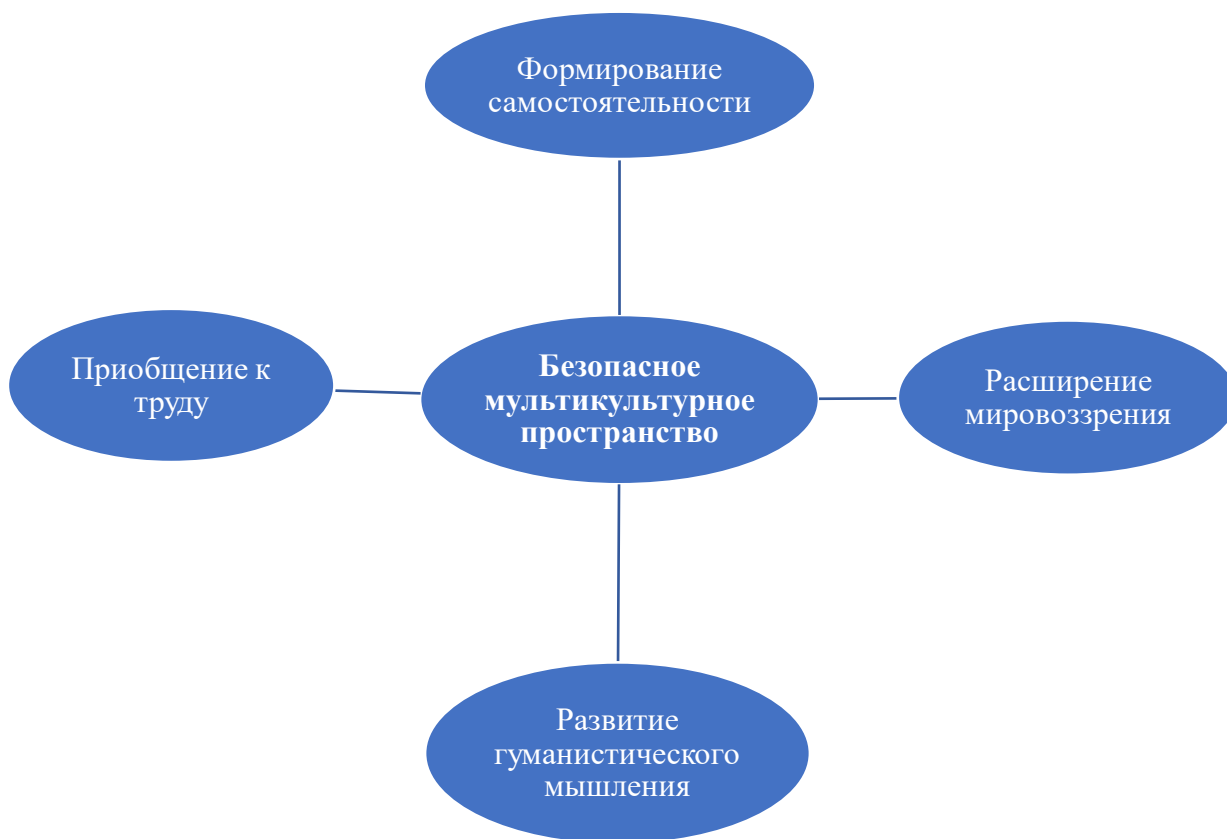 Формирование
самостоятельности
Приобщение к
труду
Безопасное
мультикультурное
пространство
Расширение
мировоззрения
Развитие
гуманистического
мышления